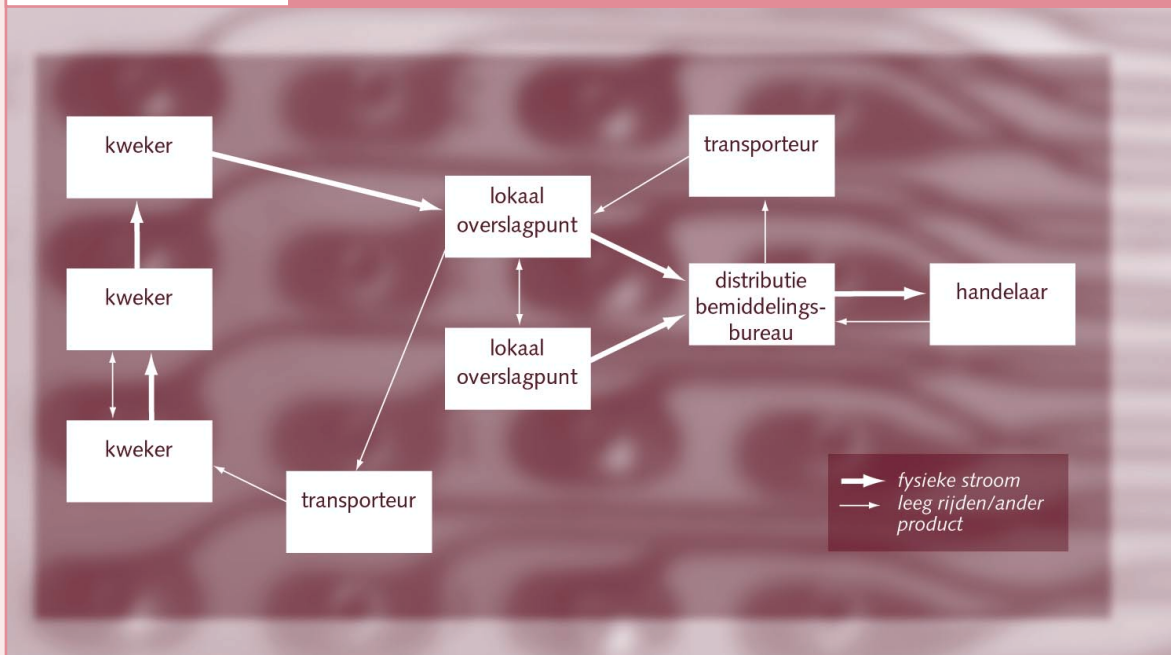 kweker
transporteur
lokaal
overslagpunt
kweker
distributie
bemiddelings-
bureau
handelaar
lokaal
overslagpunt
kweker
transporteur
fysieke stroom
leeg rijden/ander
product